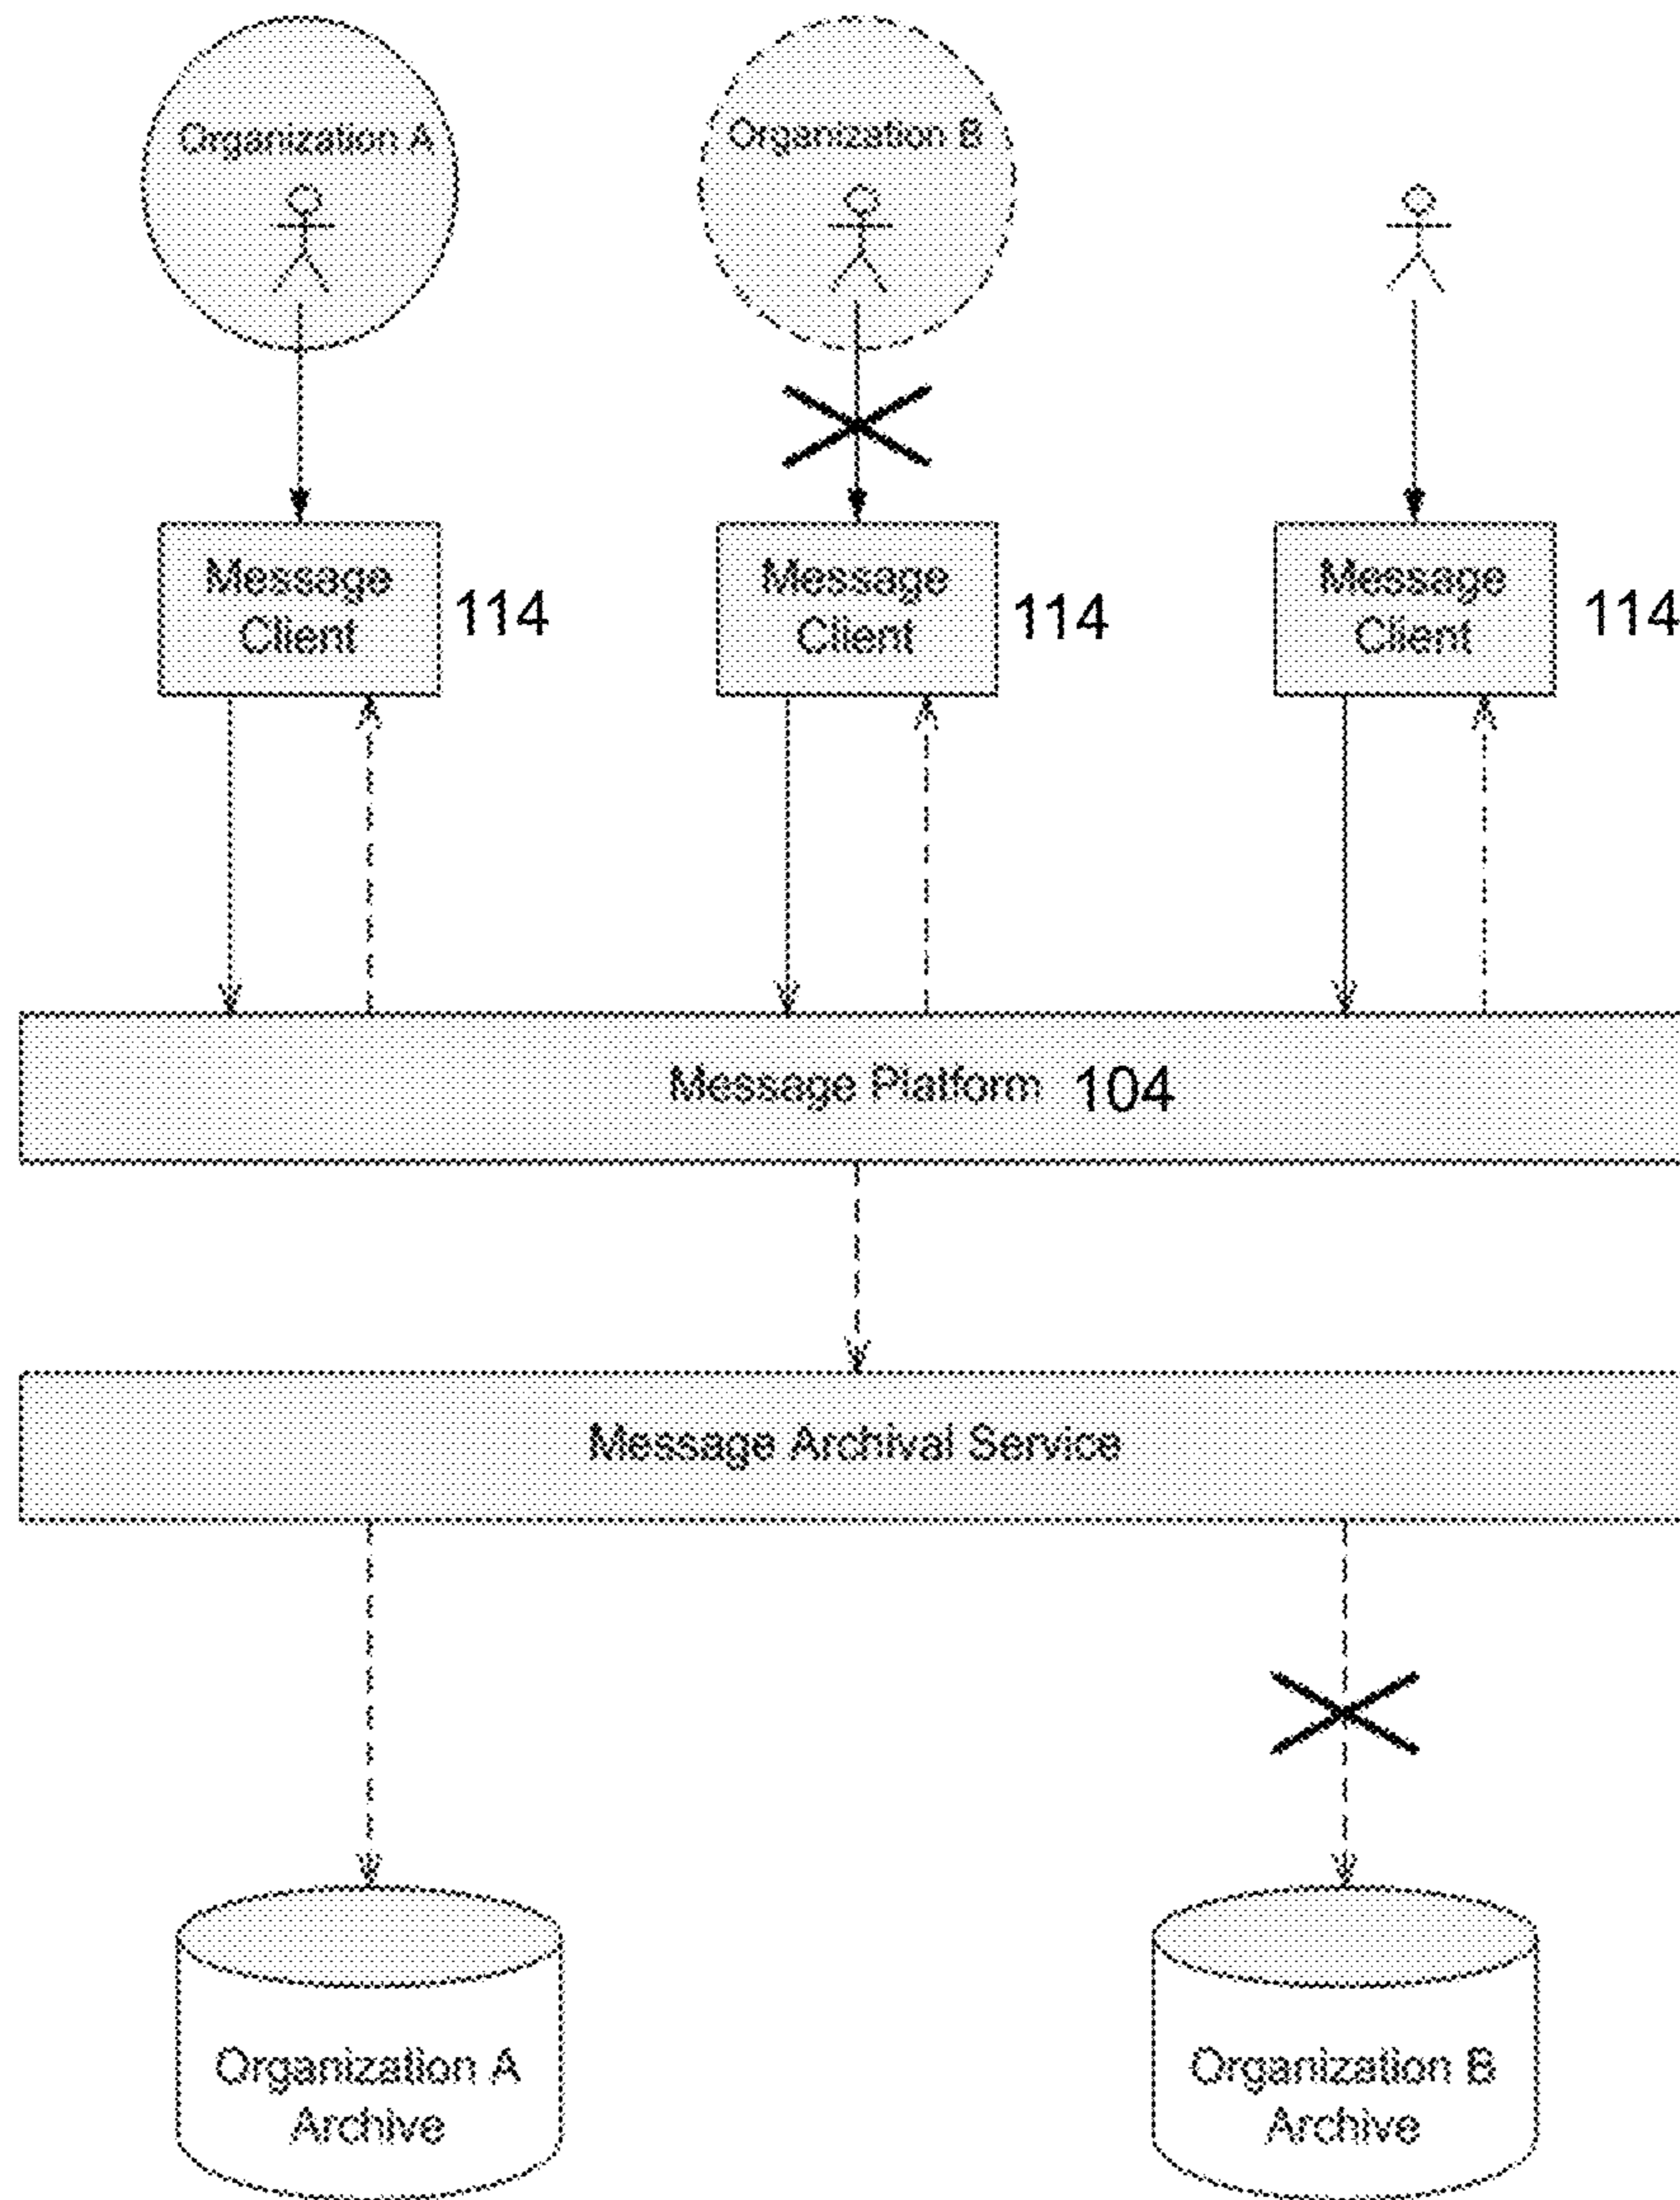 Organization A
Organization B
Message
Client
114
Message
Client
114
Message
Client
114
Message Platform 104
Message Archival Service
Organization A
Archive
Organization B
Archive